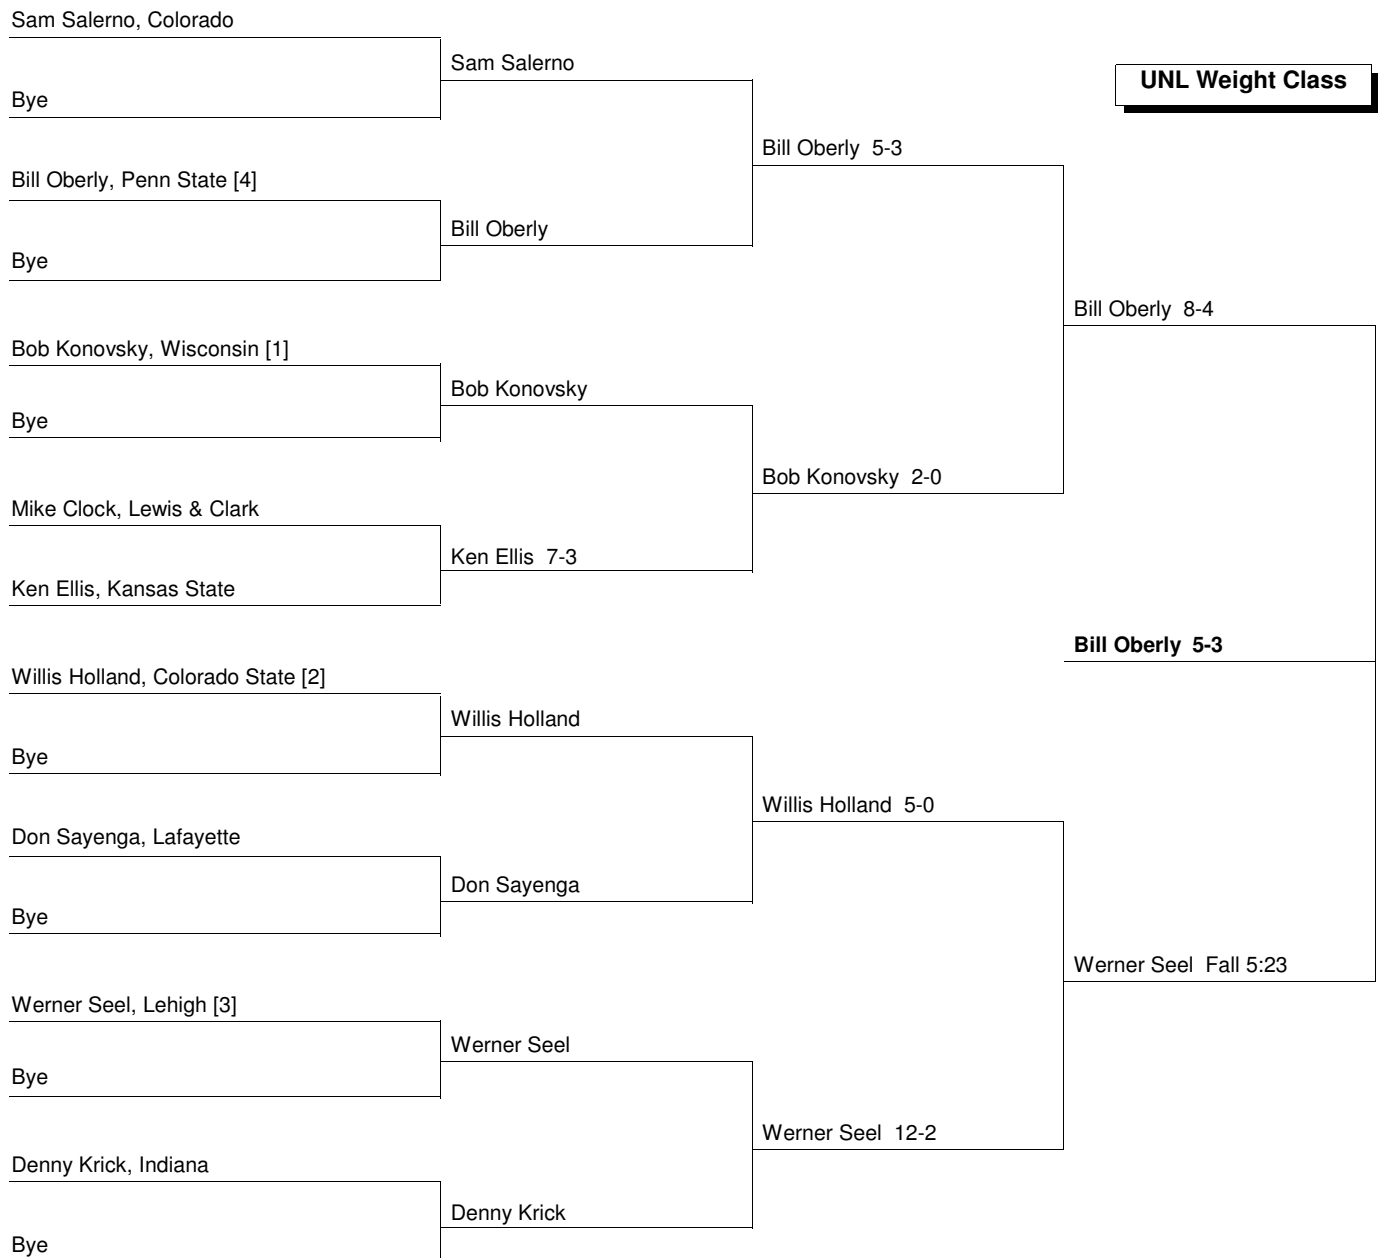 Sam Salerno, Colorado
Sam Salerno
UNL Weight Class
Bye
Bill Oberly 5-3
Bill Oberly, Penn State [4]
Bill Oberly
Bye
Bill Oberly 8-4
Bob Konovsky, Wisconsin [1]
Bob Konovsky
Bye
Bob Konovsky 2-0
Mike Clock, Lewis & Clark
Ken Ellis 7-3
Ken Ellis, Kansas State
Bill Oberly 5-3
Willis Holland, Colorado State [2]
Willis Holland
Bye
Willis Holland 5-0
Don Sayenga, Lafayette
Don Sayenga
Bye
Werner Seel Fall 5:23
Werner Seel, Lehigh [3]
Werner Seel
Bye
Werner Seel 12-2
Denny Krick, Indiana
Denny Krick
Bye